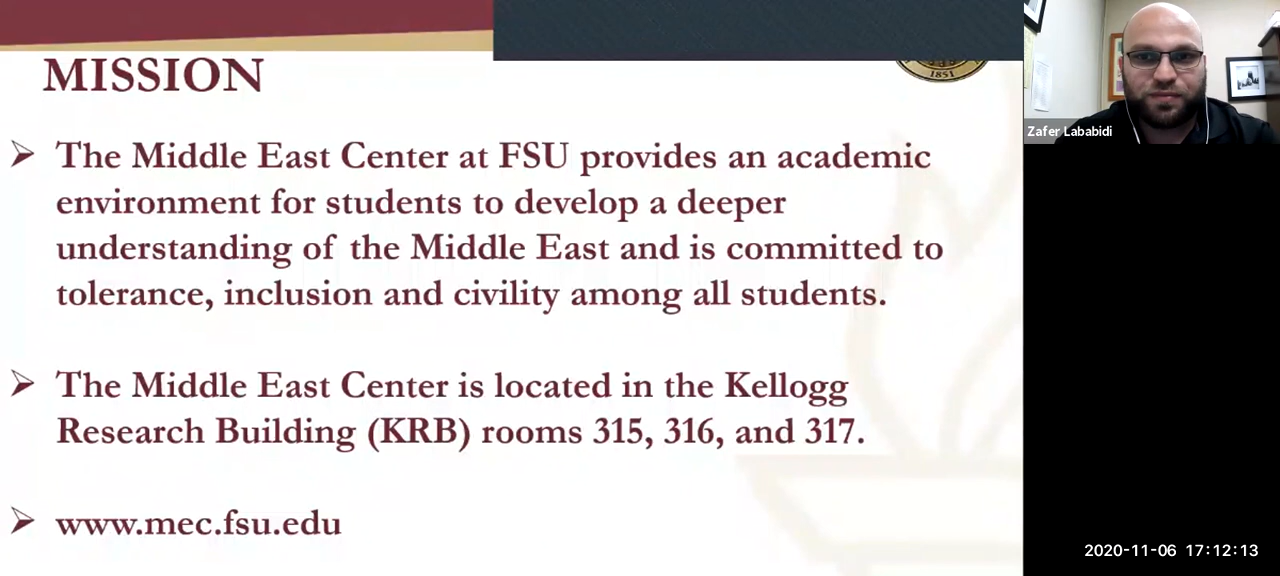 MISSION
1851
➢ The Middle East Center at FSU provides an academic
environment for students to develop a deeper
understanding of the Middle East and is committed to
tolerance, inclusion and civility among all students.
➢ The Middle East Center is located in the Kellogg
Research Building (KRB) rooms 315, 316, and 317.
➢ www.mec.fsu.edu
Zafer Lababidi
2020-11-06 17:12:13